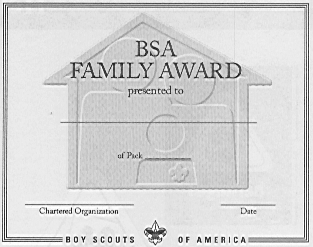 BSA
FAMILY AWARD
presented to
of Pack
Chartered Organization Date
BOY SCOUTS OF AMERICA